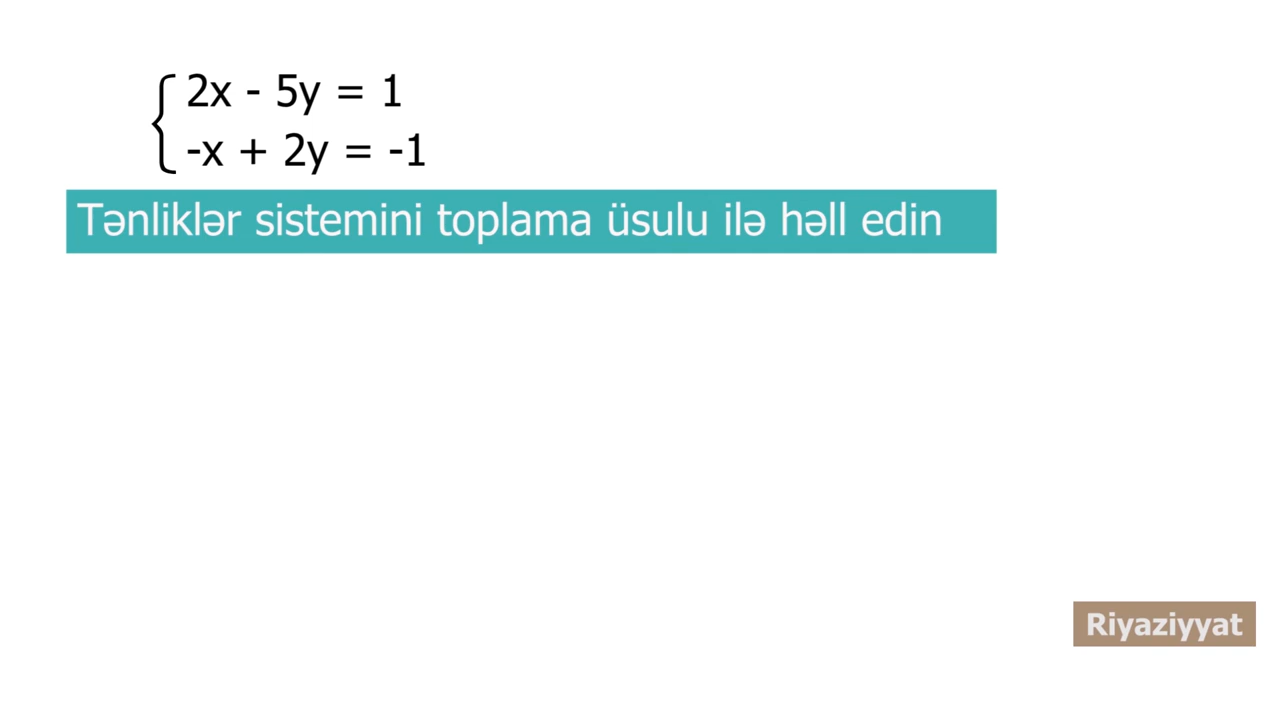 2x - 5y = 1
-x + 2y = -1
Tənliklər sistemini toplama üsulu ilə həll edin
Riyaziyyat